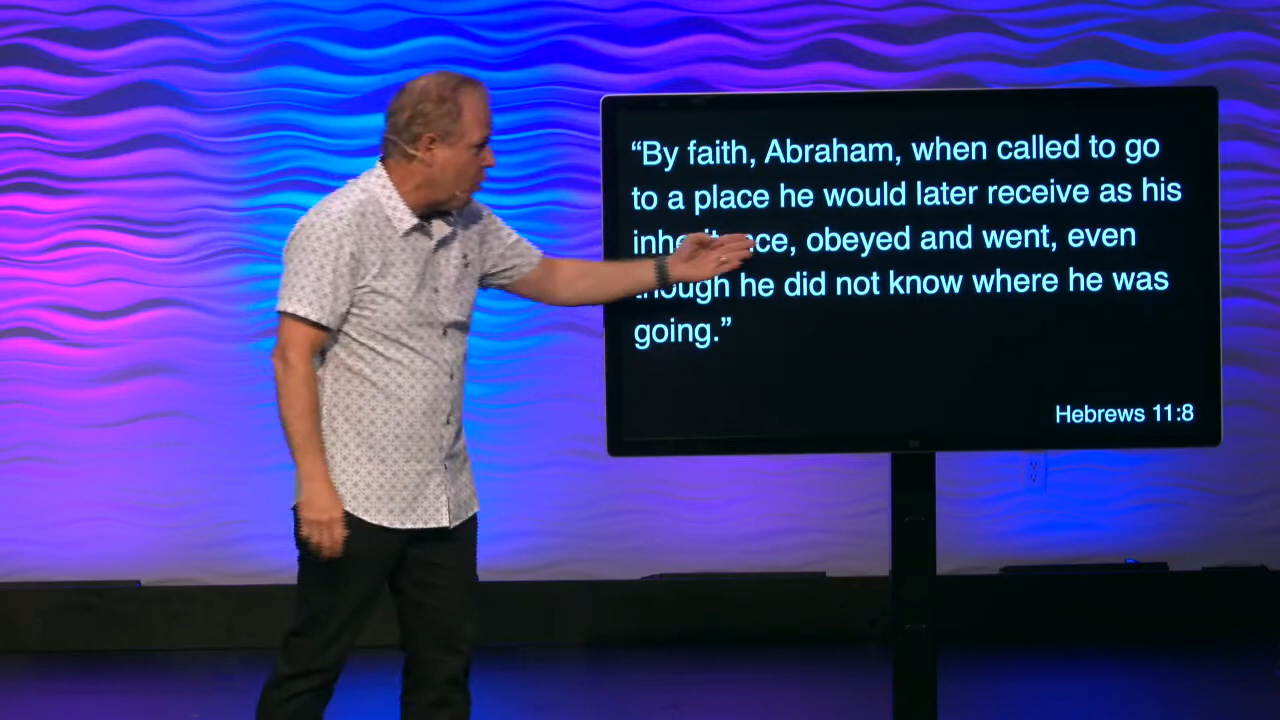 “By faith, Abraham, when called to go
to a place he would later receive as his
obeyed and went, even
though he did not know where he was
going.”
Hebrews 11:8